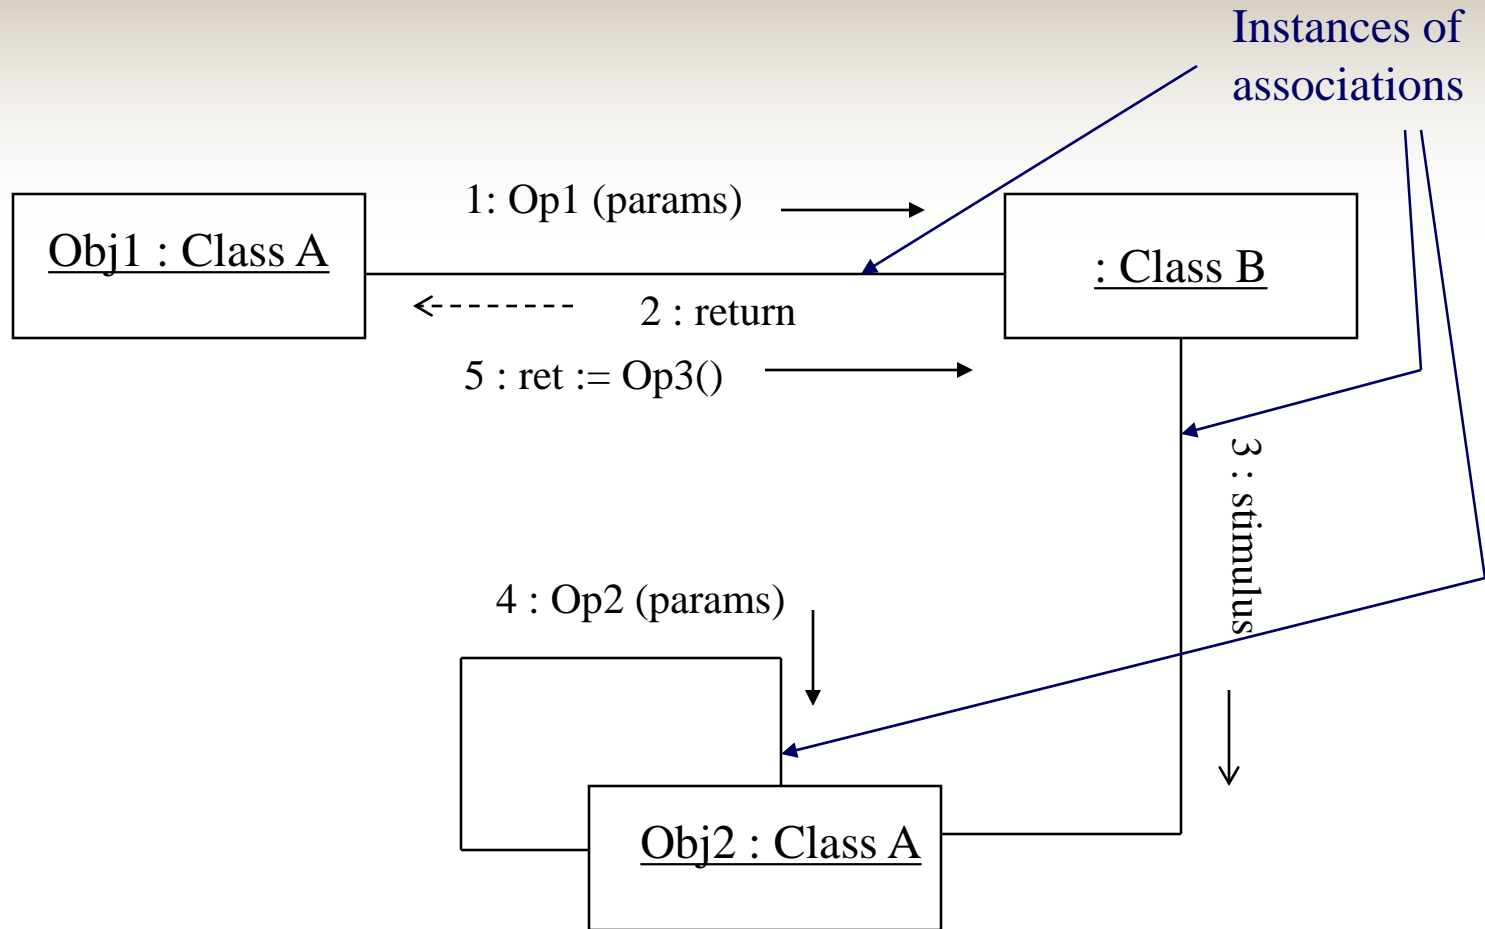 Instances of
associations
1: Op1 (params)
Obj1 : Class A
: Class B
2 : return
5 : ret := Op3()
3 : stimulus
4 : Op2 (params)
Obj2 : Class A